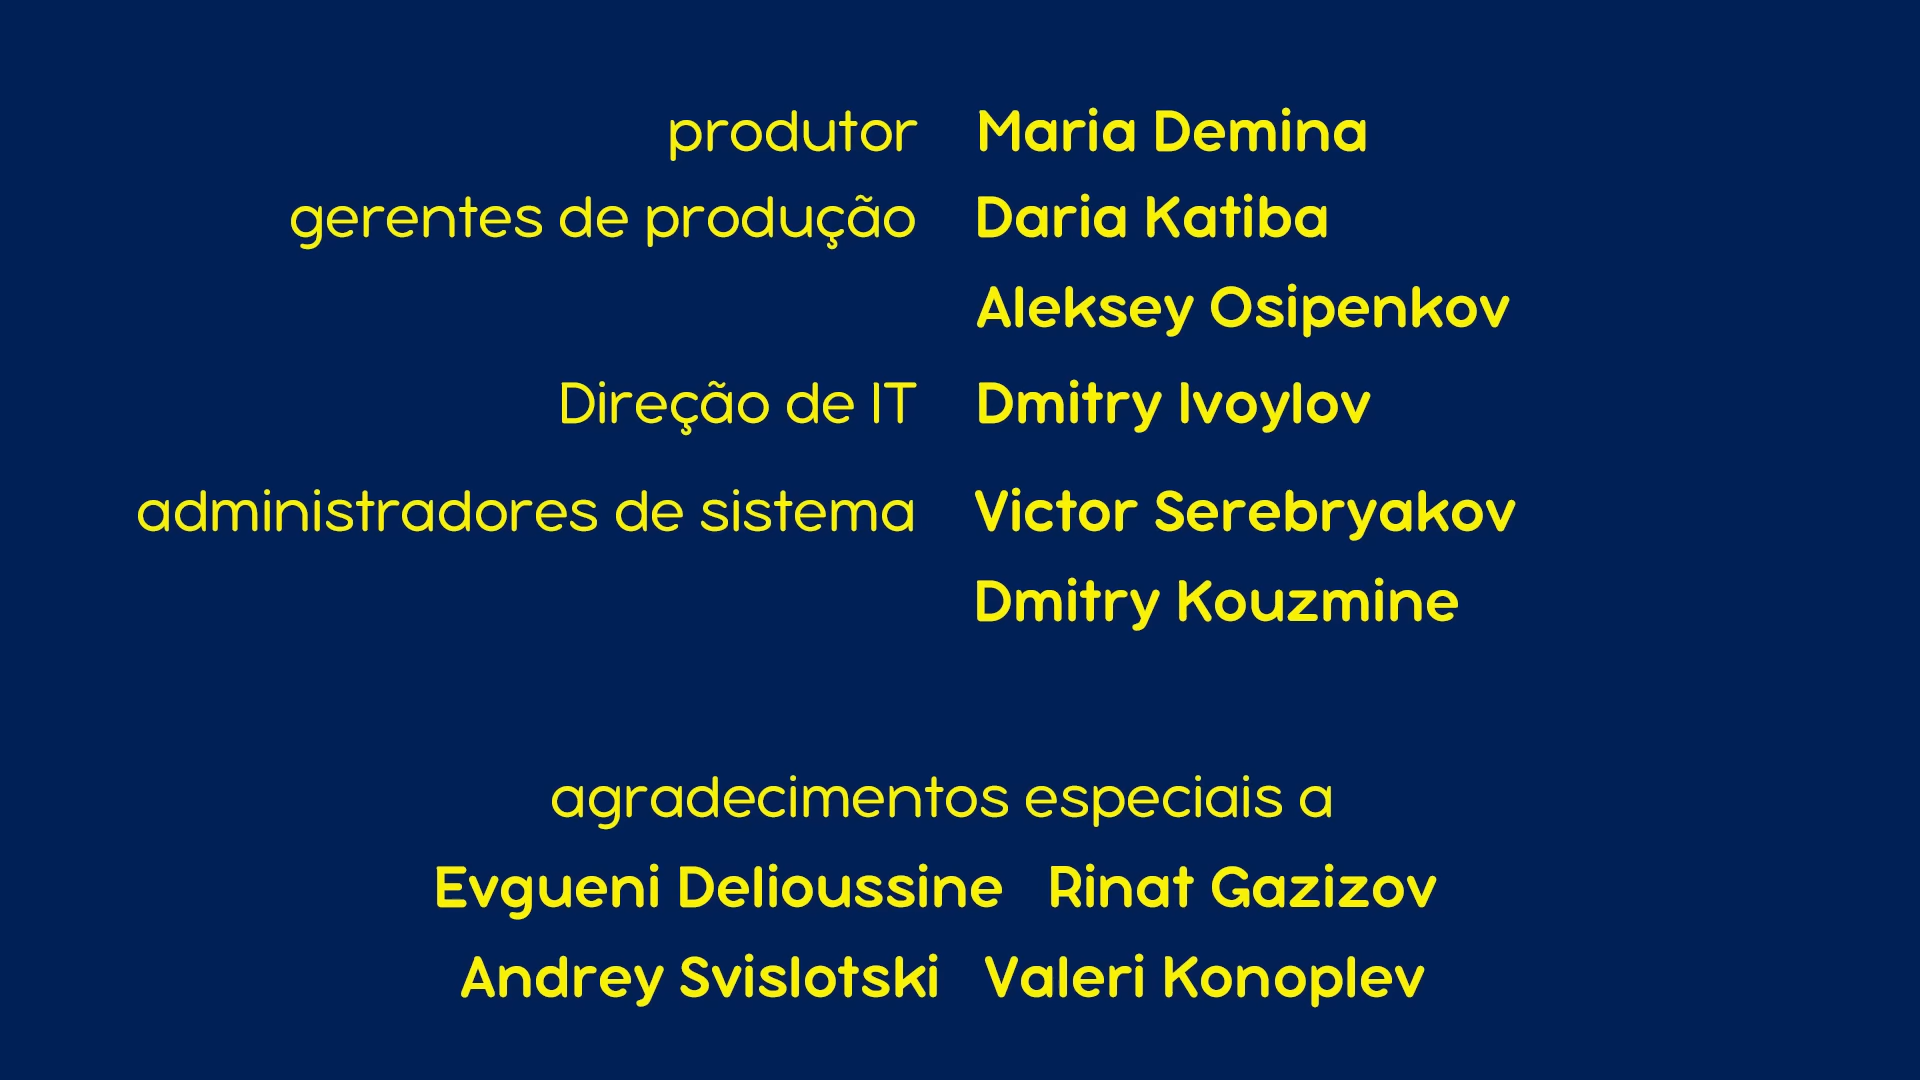 produtor Maria Demina
gerentes de produção Daria Katiba
Aleksey Osipenkov
Direção de IT Dmitry Ivoylov
administradores de sistema Victor Serebryakov
Dmitry Kouzmine
agradecimentos especiais a
Evgueni Delioussine Rinat Gazizov
Andrey Svislotski Valeri Konoplev